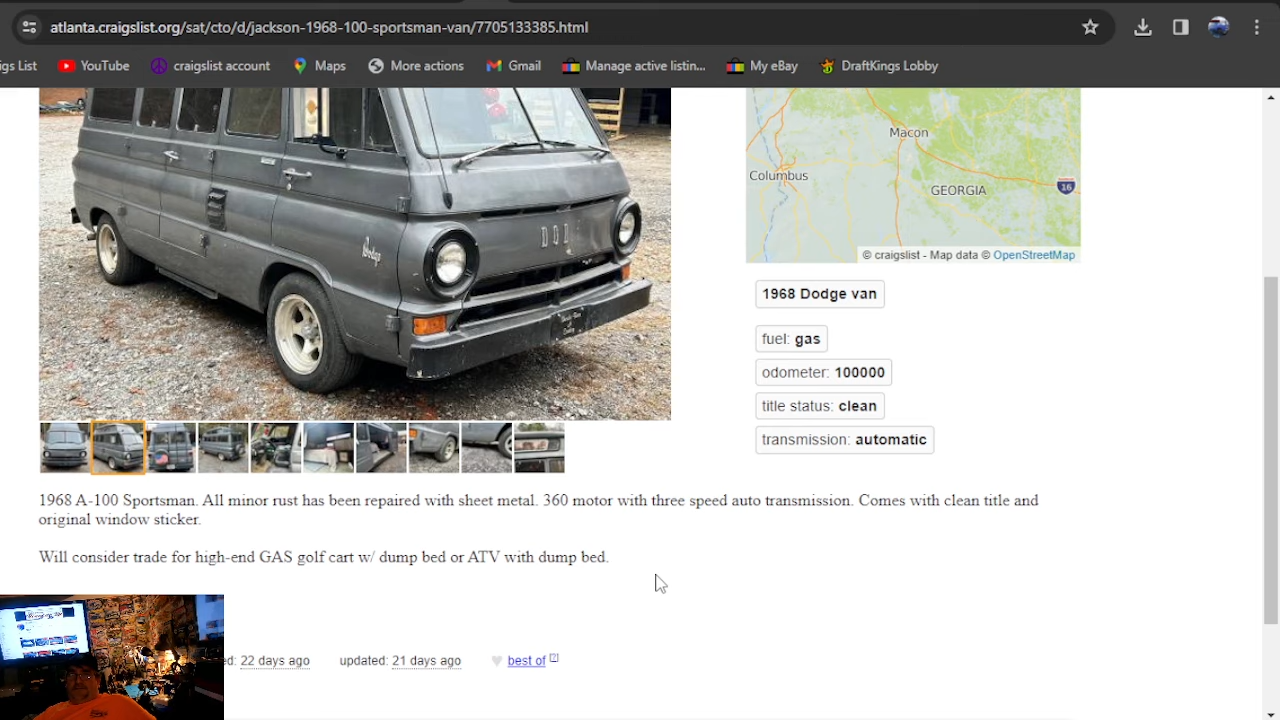 atlanta.craigslist.org/sat/cto/d/jackson-1968-100-sportsman-van/7705133385.html
igs List YouTube craigslist account Maps More actions Gmail Manage active listin... My eBay DraftKings Lobby
Macon
Columbus
GEORGIA
16
© craigslist - Map data © OpenStreetMap
Dodge
1968 Dodge van
fuel: gas
odometer: 100000
title status: clean
transmission: automatic
1968 A-100 Sportsman. All minor rust has been repaired with sheet metal. 360 motor with three speed auto transmission. Comes with clean title and
original window sticker.
Will consider trade for high-end GAS golf cart w/ dump bed or ATV with dump bed.
ed: 22 days ago updated: 21 days ago best of [?]